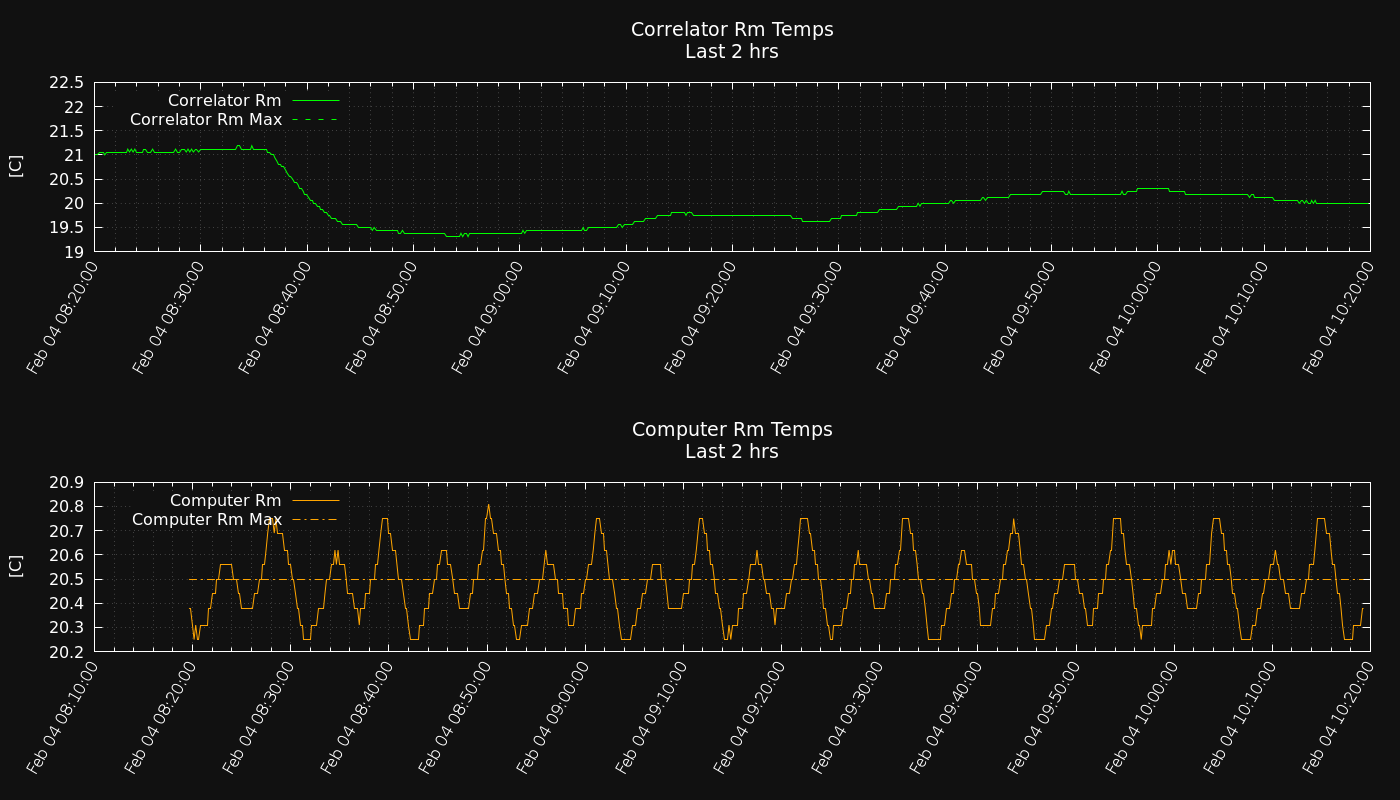 Correlator Rm Temps
Last 2 hrs
22.5
22
21.5
21
20.5
20
19.5
19
[C]
Correlator Rm
Correlator Rm Max
Feb 04 08:20:00
Feb 04 08:30:00
Feb 04 08:40:00
Feb 04 08:50:00
Feb 04 09:00:00
Feb 04 09:10:00
Feb 04 09:20:00
Feb 04 09:30:00
Feb 04 09:40:00
Feb 04 09:50:00
Feb 04 10:00:00
Feb 04 10:10:00
Feb 04 10:20:00
Computer Rm Temps
Last 2 hrs
20.9
20.8
20.7
20.6
20.5
20.4
20.3
20.2
[C]
Computer Rm
Computer Rm Max
Feb 04 08:10:00
Feb 04 08:20:00
Feb 04 08:30:00
Feb 04 08:40:00
Feb 04 08:50:00
Feb 04 09:00:00
Feb 04 09:10:00
Feb 04 09:20:00
Feb 04 09:30:00
Feb 04 09:40:00
Feb 04 09:50:00
Feb 04 10:00:00
Feb 04 10:10:00
Feb 04 10:20:00